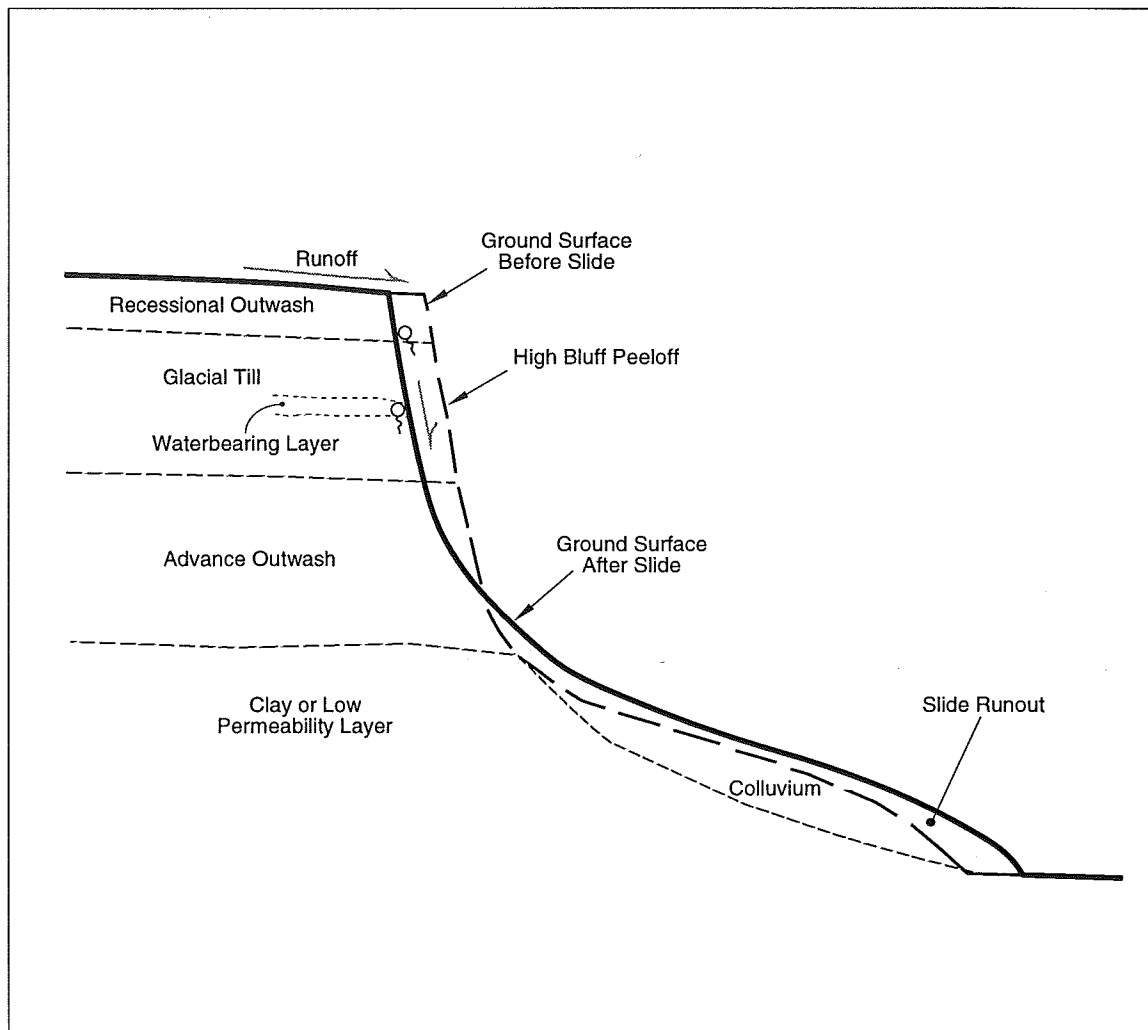 Runoff
Ground Surface
Before Slide
Recessional Outwash
High Bluff Peeloff
Glacial Till
Waterbearing Layer
Advance Outwash
Ground Surface
After Slide
Clay or Low
Permeability Layer
Slide Runout
Colluvium